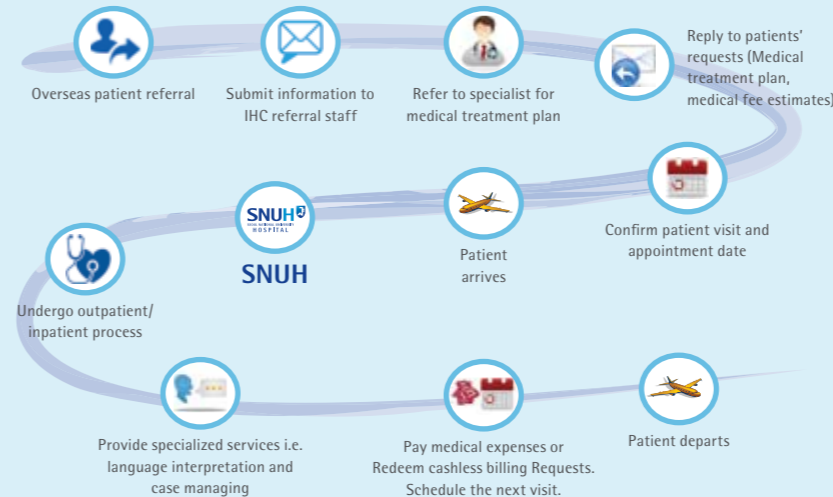 Overseas patient referral
Submit information to
IHC referral staff
Refer to specialist for
medical treatment plan
Reply to patients'
requests (Medical
treatment plan,
medical fee estimates)
Confirm patient visit and
appointment date
Patient
arrives
SNUH
SEOUL NATIONAL UNIVERSITY
HOSPITAL
SNUH
Undergo outpatient/
inpatient process
Provide specialized services i.e.
language interpretation and
case managing
Pay medical expenses or
Redeem cashless billing Requests.
Schedule the next visit.
Patient departs